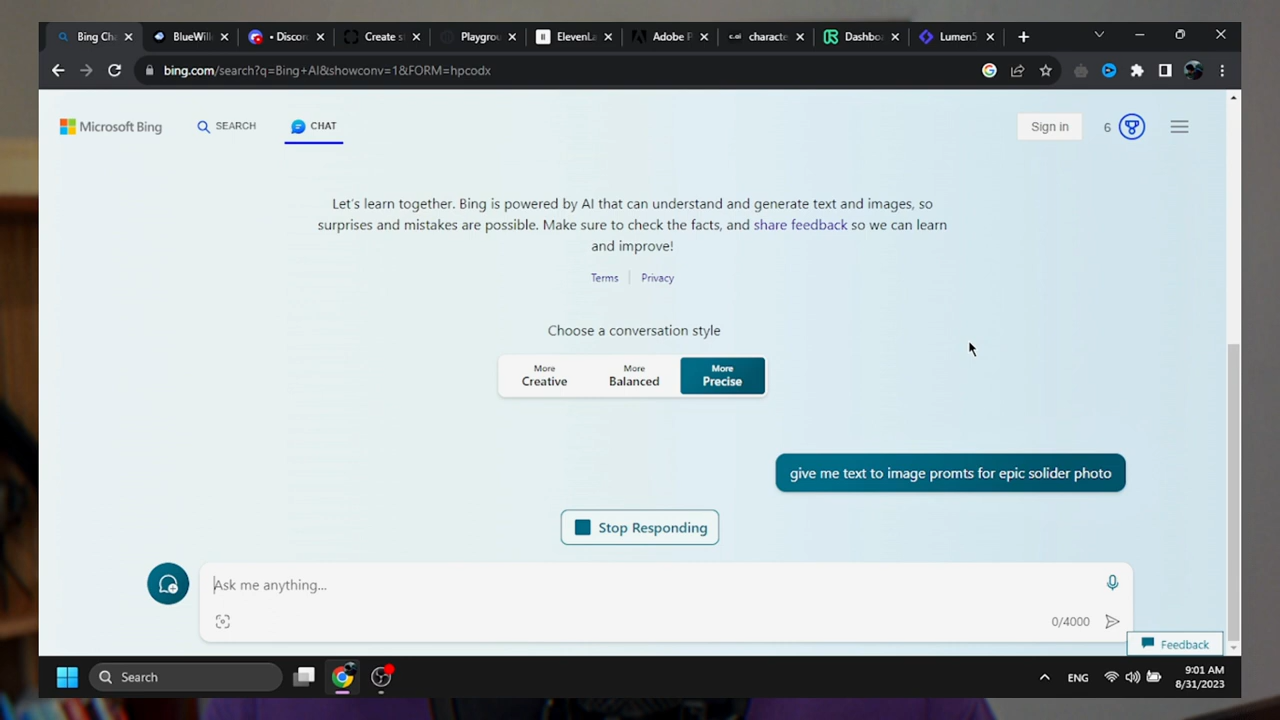 Bing Ch
BlueWill
• Discon
Create s
Playgrou
ElevenLa
Adobe P
c.ai characte
Dashboa
Lumen5
bing.com/search?q=Bing+AI&showconv=1&FORM=hpcodx
Microsoft Bing
SEARCH
CHAT
Sign in
6
Let's learn together. Bing is powered by AI that can understand and generate text and images, so
surprises and mistakes are possible. Make sure to check the facts, and share feedback so we can learn
and improve!
Terms
Privacy
Choose a conversation style
More
Creative
More
Balanced
More
Precise
give me text to image promts for epic solider photo
Stop Responding
Ask me anything...
0/4000
Feedback
Search
ENG
9:01 AM
8/31/2023